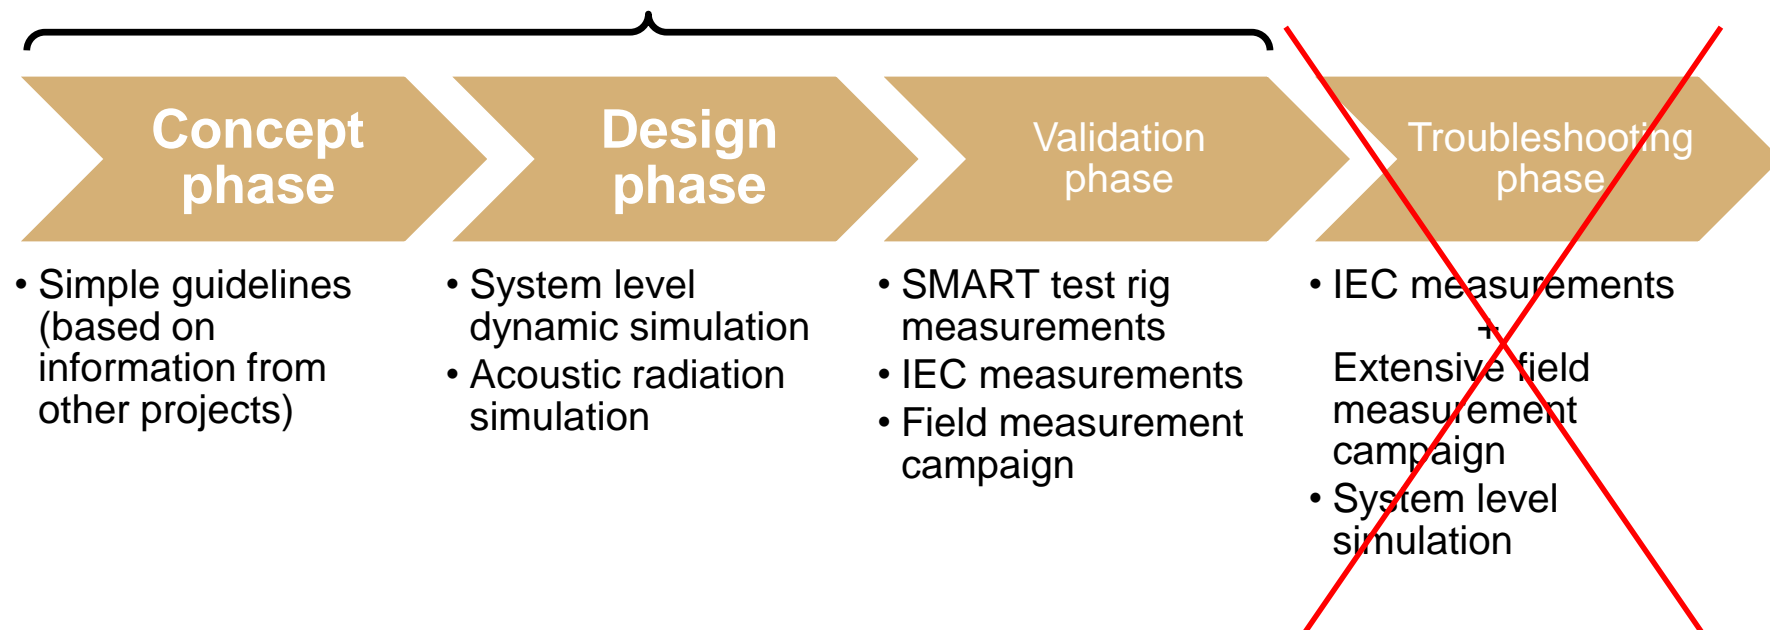 Concept
phase
Design
phase
Validation
phase
Troubleshooting
phase
• Simple guidelines
(based on
information from
other projects)
• System level
dynamic simulation
• Acoustic radiation
simulation
• SMART test rig
measurements
• IEC measurements
• Field measurement
campaign
• IEC measurements
+
Extensive field
measurement
campaign
• System level
simulation